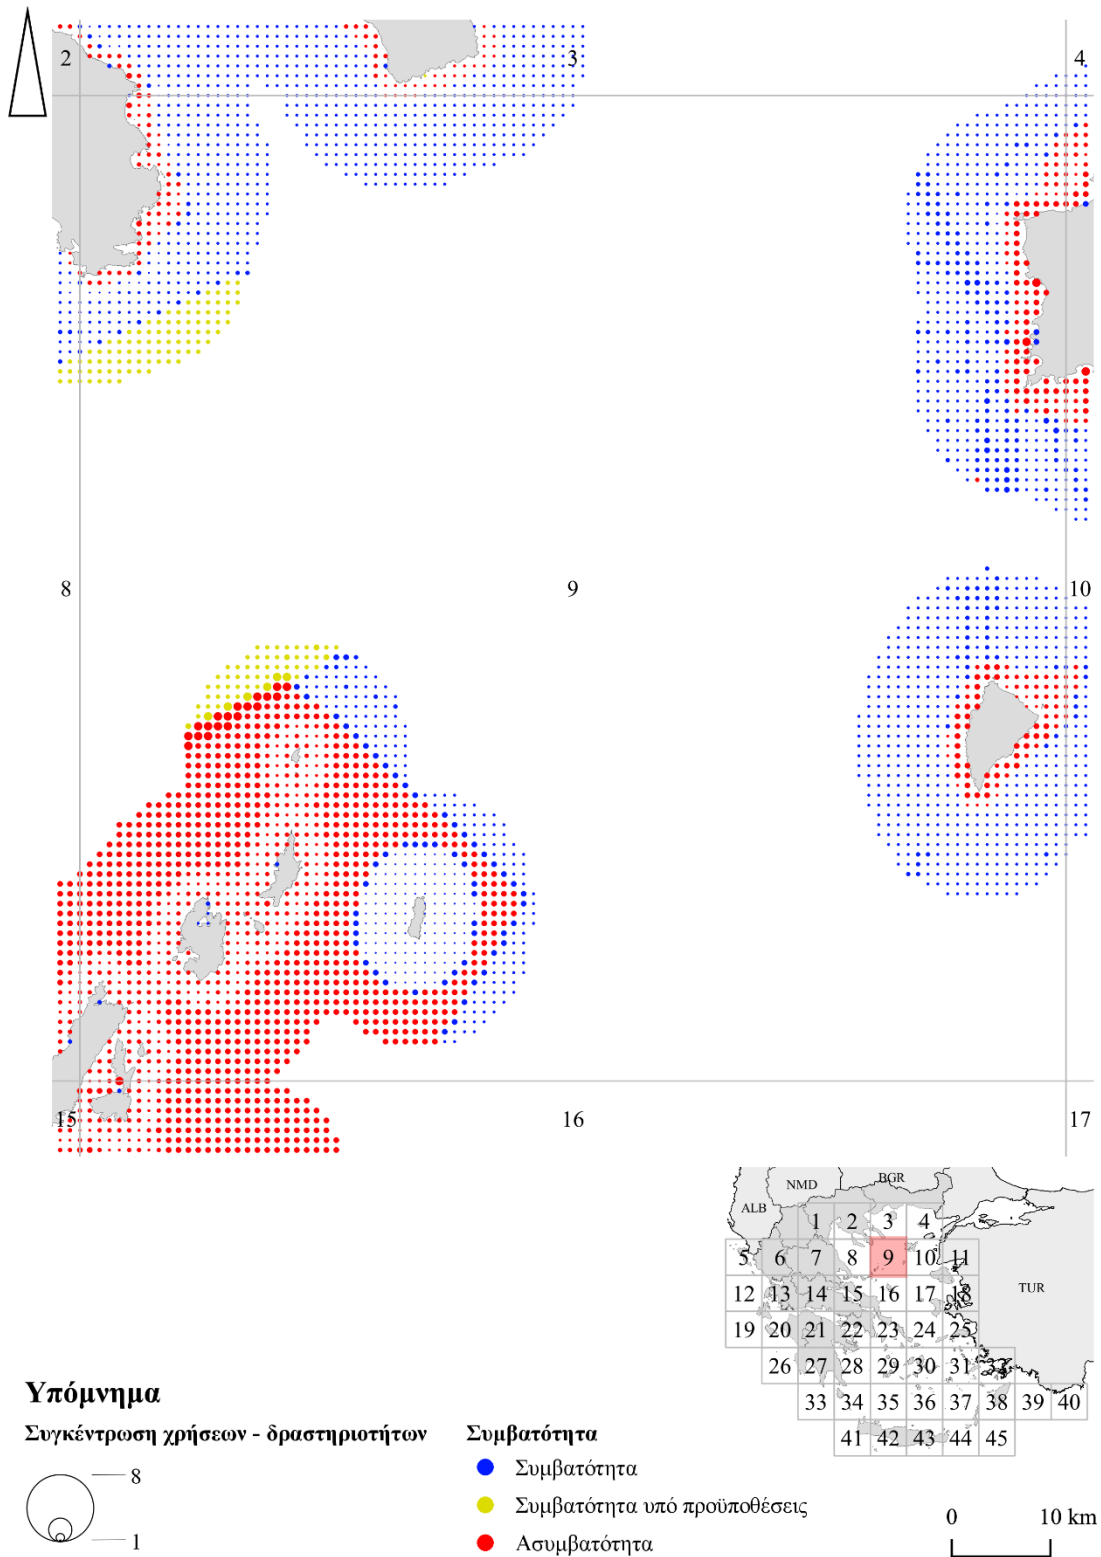 2 3 4
8 9 10
15 16 17
BGR
NMD
ALB
1 2 3 4
5 6 7 8 9 10 11
TUR
12 13 14 15 16 17 18
19 20 21 22 23 24 25
26 27 28 29 30 31 32
33 34 35 36 37 38 39 40
41 42 43 44 45
Υπόμνημα
Συγκέντρωση χρήσεων - δραστηριοτήτων
8
1
Συμβατότητα
Συμβατότητα
Συμβατότητα υπό προϋποθέσεις
Ασυμβατότητα
0 10 km